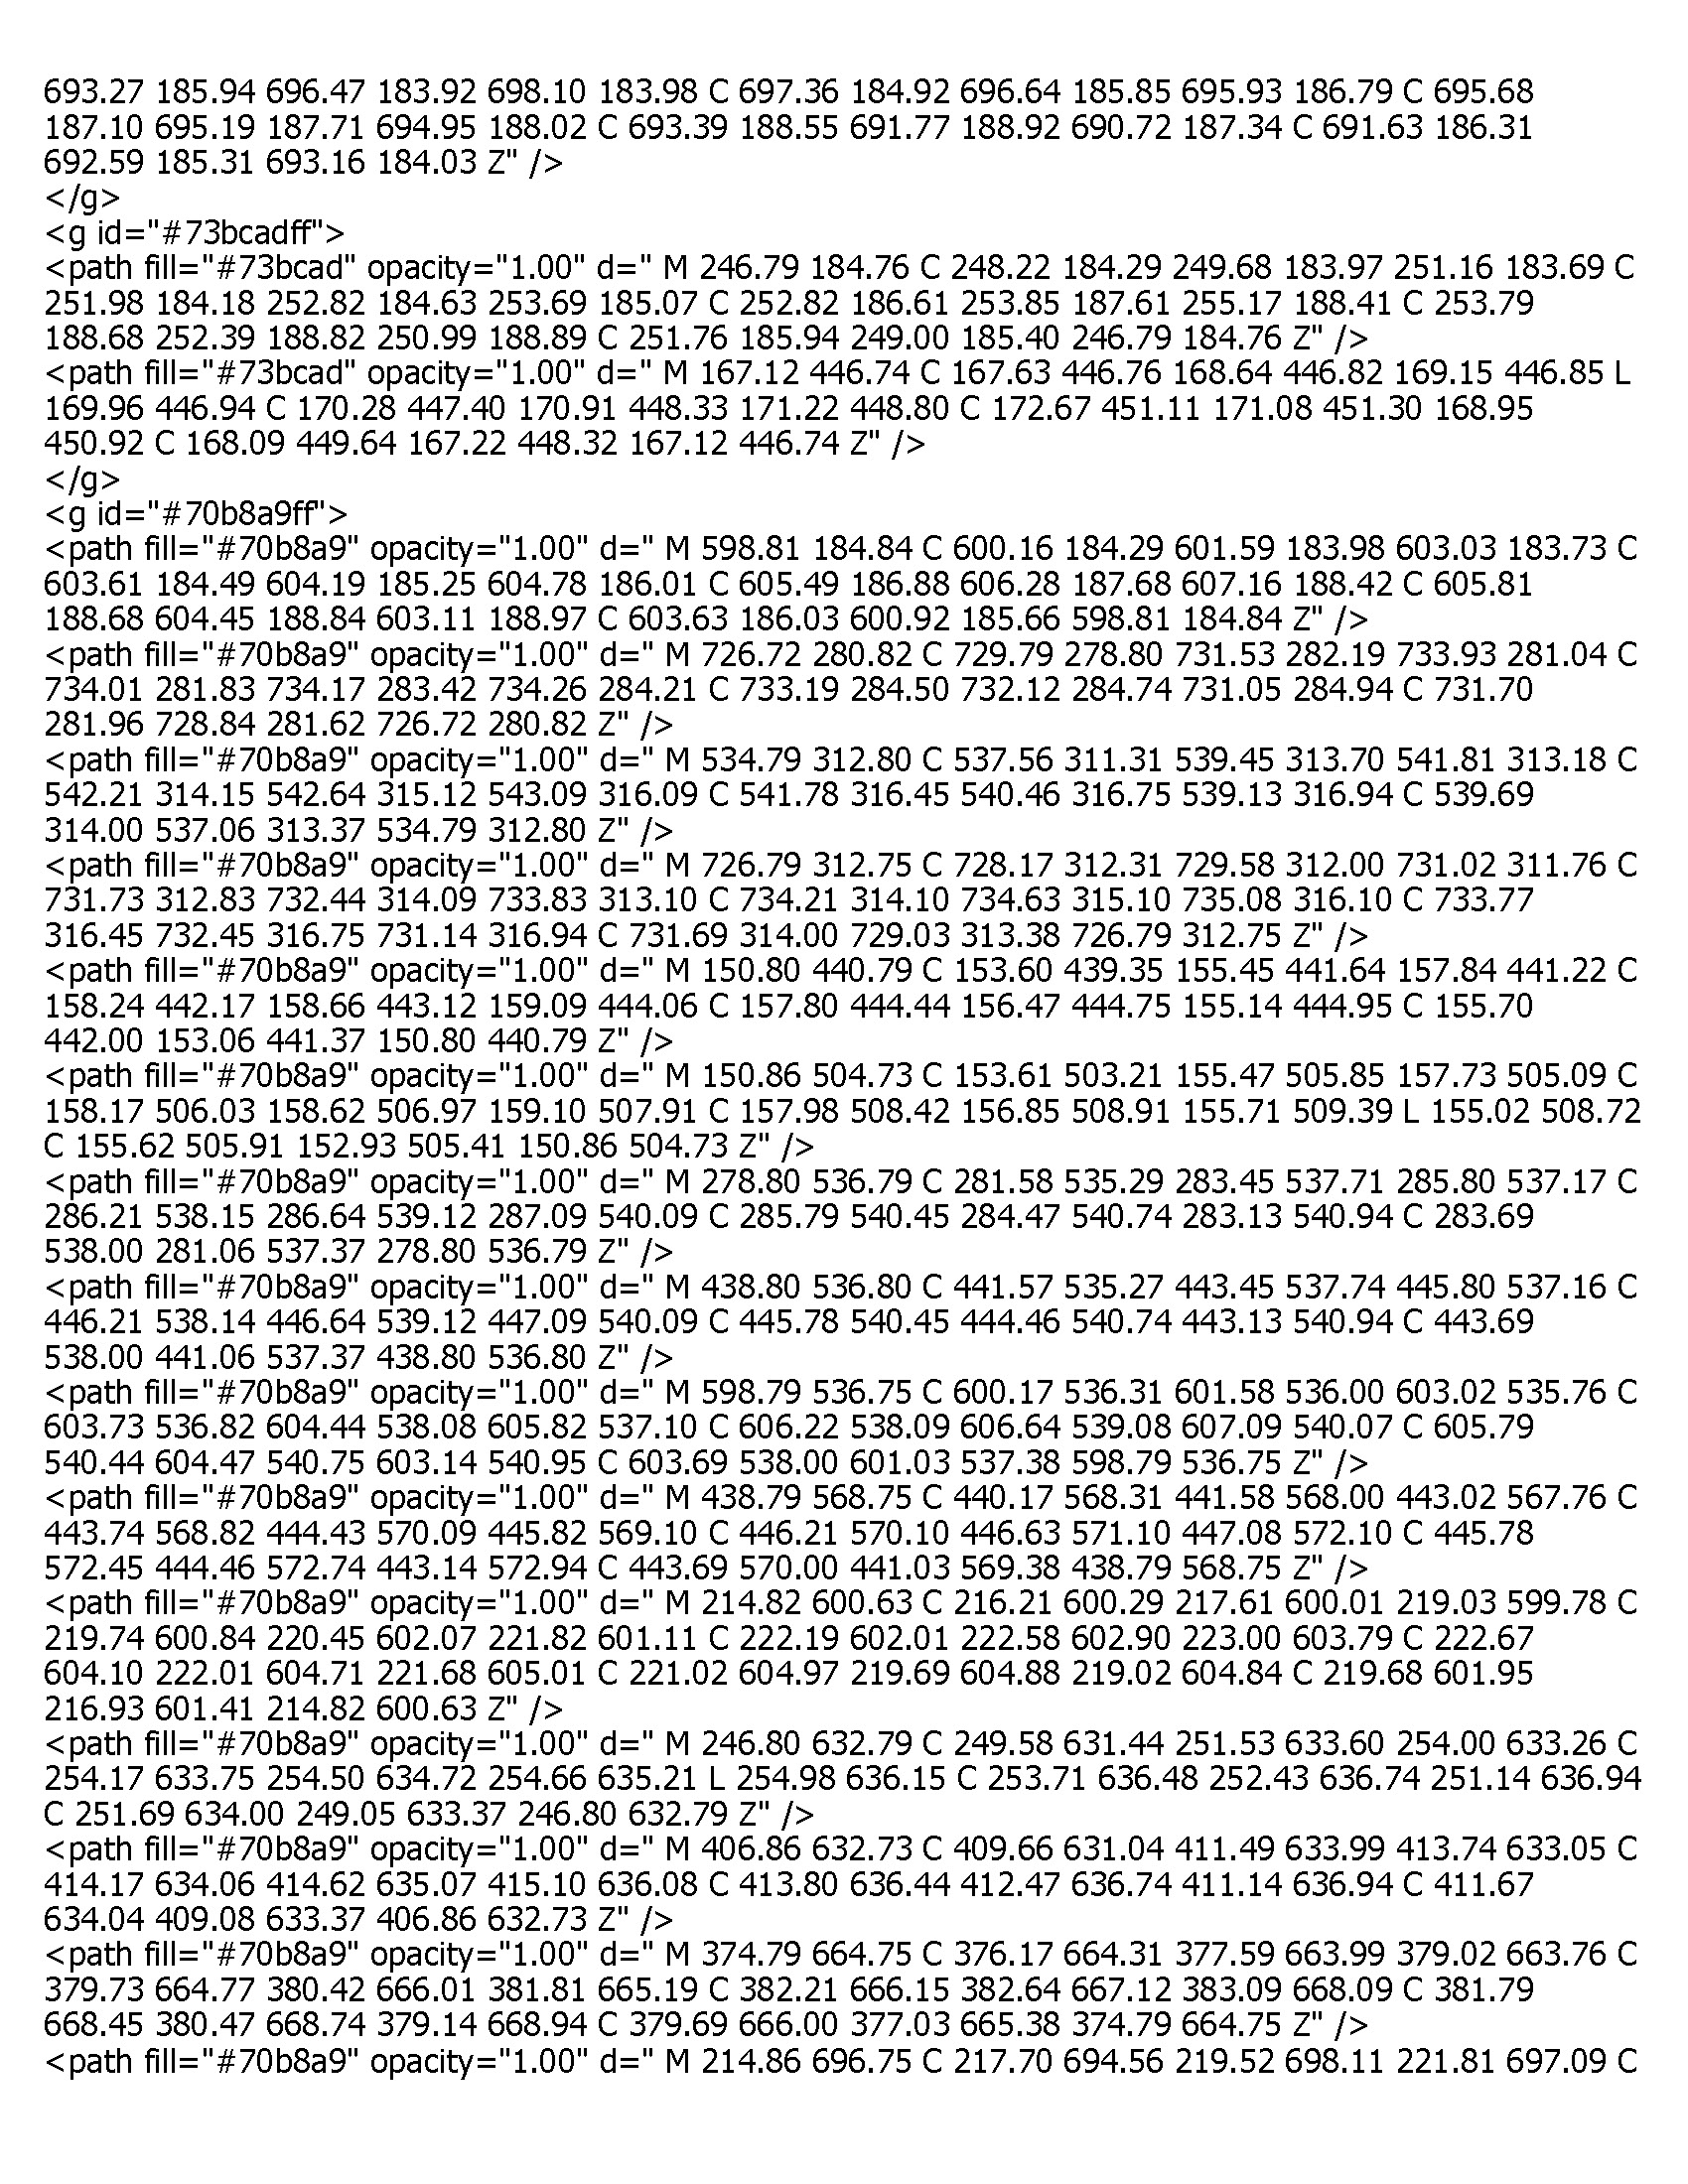 693.27 185.94 696.47 183.92 698.10 183.98 C 697.36 184.92 696.64 185.85 695.93 186.79 C 695.68
187.10 695.19 187.71 694.95 188.02 C 693.39 188.55 691.77 188.92 690.72 187.34 C 691.63 186.31
692.59 185.31 693.16 184.03 Z" />
</g>
<g id="#73bcadff">
<path fill="#73bcad" opacity="1.00" d=" M 246.79 184.76 C 248.22 184.29 249.68 183.97 251.16 183.69 C
251.98 184.18 252.82 184.63 253.69 185.07 C 252.82 186.61 253.85 187.61 255.17 188.41 C 253.79
188.68 252.39 188.82 250.99 188.89 C 251.76 185.94 249.00 185.40 246.79 184.76 Z" />
<path fill="#73bcad" opacity="1.00" d=" M 167.12 446.74 C 167.63 446.76 168.64 446.82 169.15 446.85 L
169.96 446.94 C 170.28 447.40 170.91 448.33 171.22 448.80 C 172.67 451.11 171.08 451.30 168.95
450.92 C 168.09 449.64 167.22 448.32 167.12 446.74 Z" />
</g>
<g id="#70b8a9ff">
<path fill="#70b8a9" opacity="1.00" d=" M 598.81 184.84 C 600.16 184.29 601.59 183.98 603.03 183.73 C
603.61 184.49 604.19 185.25 604.78 186.01 C 605.49 186.88 606.28 187.68 607.16 188.42 C 605.81
188.68 604.45 188.84 603.11 188.97 C 603.63 186.03 600.92 185.66 598.81 184.84 Z" />
<path fill="#70b8a9" opacity="1.00" d=" M 726.72 280.82 C 729.79 278.80 731.53 282.19 733.93 281.04 C
734.01 281.83 734.17 283.42 734.26 284.21 C 733.19 284.50 732.12 284.74 731.05 284.94 C 731.70
281.96 728.84 281.62 726.72 280.82 Z" />
<path fill="#70b8a9" opacity="1.00" d=" M 534.79 312.80 C 537.56 311.31 539.45 313.70 541.81 313.18 C
542.21 314.15 542.64 315.12 543.09 316.09 C 541.78 316.45 540.46 316.75 539.13 316.94 C 539.69
314.00 537.06 313.37 534.79 312.80 Z" />
<path fill="#70b8a9" opacity="1.00" d=" M 726.79 312.75 C 728.17 312.31 729.58 312.00 731.02 311.76 C
731.73 312.83 732.44 314.09 733.83 313.10 C 734.21 314.10 734.63 315.10 735.08 316.10 C 733.77
316.45 732.45 316.75 731.14 316.94 C 731.69 314.00 729.03 313.38 726.79 312.75 Z" />
<path fill="#70b8a9" opacity="1.00" d=" M 150.80 440.79 C 153.60 439.35 155.45 441.64 157.84 441.22 C
158.24 442.17 158.66 443.12 159.09 444.06 C 157.80 444.44 156.47 444.75 155.14 444.95 C 155.70
442.00 153.06 441.37 150.80 440.79 Z" />
<path fill="#70b8a9" opacity="1.00" d=" M 150.86 504.73 C 153.61 503.21 155.47 505.85 157.73 505.09 C
158.17 506.03 158.62 506.97 159.10 507.91 C 157.98 508.42 156.85 508.91 155.71 509.39 L 155.02 508.72
C 155.62 505.91 152.93 505.41 150.86 504.73 Z" />
<path fill="#70b8a9" opacity="1.00" d=" M 278.80 536.79 C 281.58 535.29 283.45 537.71 285.80 537.17 C
286.21 538.15 286.64 539.12 287.09 540.09 C 285.79 540.45 284.47 540.74 283.13 540.94 C 283.69
538.00 281.06 537.37 278.80 536.79 Z" />
<path fill="#70b8a9" opacity="1.00" d=" M 438.80 536.80 C 441.57 535.27 443.45 537.74 445.80 537.16 C
446.21 538.14 446.64 539.12 447.09 540.09 C 445.78 540.45 444.46 540.74 443.13 540.94 C 443.69
538.00 441.06 537.37 438.80 536.80 Z" />
<path fill="#70b8a9" opacity="1.00" d=" M 598.79 536.75 C 600.17 536.31 601.58 536.00 603.02 535.76 C
603.73 536.82 604.44 538.08 605.82 537.10 C 606.22 538.09 606.64 539.08 607.09 540.07 C 605.79
540.44 604.47 540.75 603.14 540.95 C 603.69 538.00 601.03 537.38 598.79 536.75 Z" />
<path fill="#70b8a9" opacity="1.00" d=" M 438.79 568.75 C 440.17 568.31 441.58 568.00 443.02 567.76 C
443.74 568.82 444.43 570.09 445.82 569.10 C 446.21 570.10 446.63 571.10 447.08 572.10 C 445.78
572.45 444.46 572.74 443.14 572.94 C 443.69 570.00 441.03 569.38 438.79 568.75 Z" />
<path fill="#70b8a9" opacity="1.00" d=" M 214.82 600.63 C 216.21 600.29 217.61 600.01 219.03 599.78 C
219.74 600.84 220.45 602.07 221.82 601.11 C 222.19 602.01 222.58 602.90 223.00 603.79 C 222.67
604.10 222.01 604.71 221.68 605.01 C 221.02 604.97 219.69 604.88 219.02 604.84 C 219.68 601.95
216.93 601.41 214.82 600.63 Z" />
<path fill="#70b8a9" opacity="1.00" d=" M 246.80 632.79 C 249.58 631.44 251.53 633.60 254.00 633.26 C
254.17 633.75 254.50 634.72 254.66 635.21 L 254.98 636.15 C 253.71 636.48 252.43 636.74 251.14 636.94
C 251.69 634.00 249.05 633.37 246.80 632.79 Z" />
<path fill="#70b8a9" opacity="1.00" d=" M 406.86 632.73 C 409.66 631.04 411.49 633.99 413.74 633.05 C
414.17 634.06 414.62 635.07 415.10 636.08 C 413.80 636.44 412.47 636.74 411.14 636.94 C 411.67
634.04 409.08 633.37 406.86 632.73 Z" />
<path fill="#70b8a9" opacity="1.00" d=" M 374.79 664.75 C 376.17 664.31 377.59 663.99 379.02 663.76 C
379.73 664.77 380.42 666.01 381.81 665.19 C 382.21 666.15 382.64 667.12 383.09 668.09 C 381.79
668.45 380.47 668.74 379.14 668.94 C 379.69 666.00 377.03 665.38 374.79 664.75 Z" />
<path fill="#70b8a9" opacity="1.00" d=" M 214.86 696.75 C 217.70 694.56 219.52 698.11 221.81 697.09 C